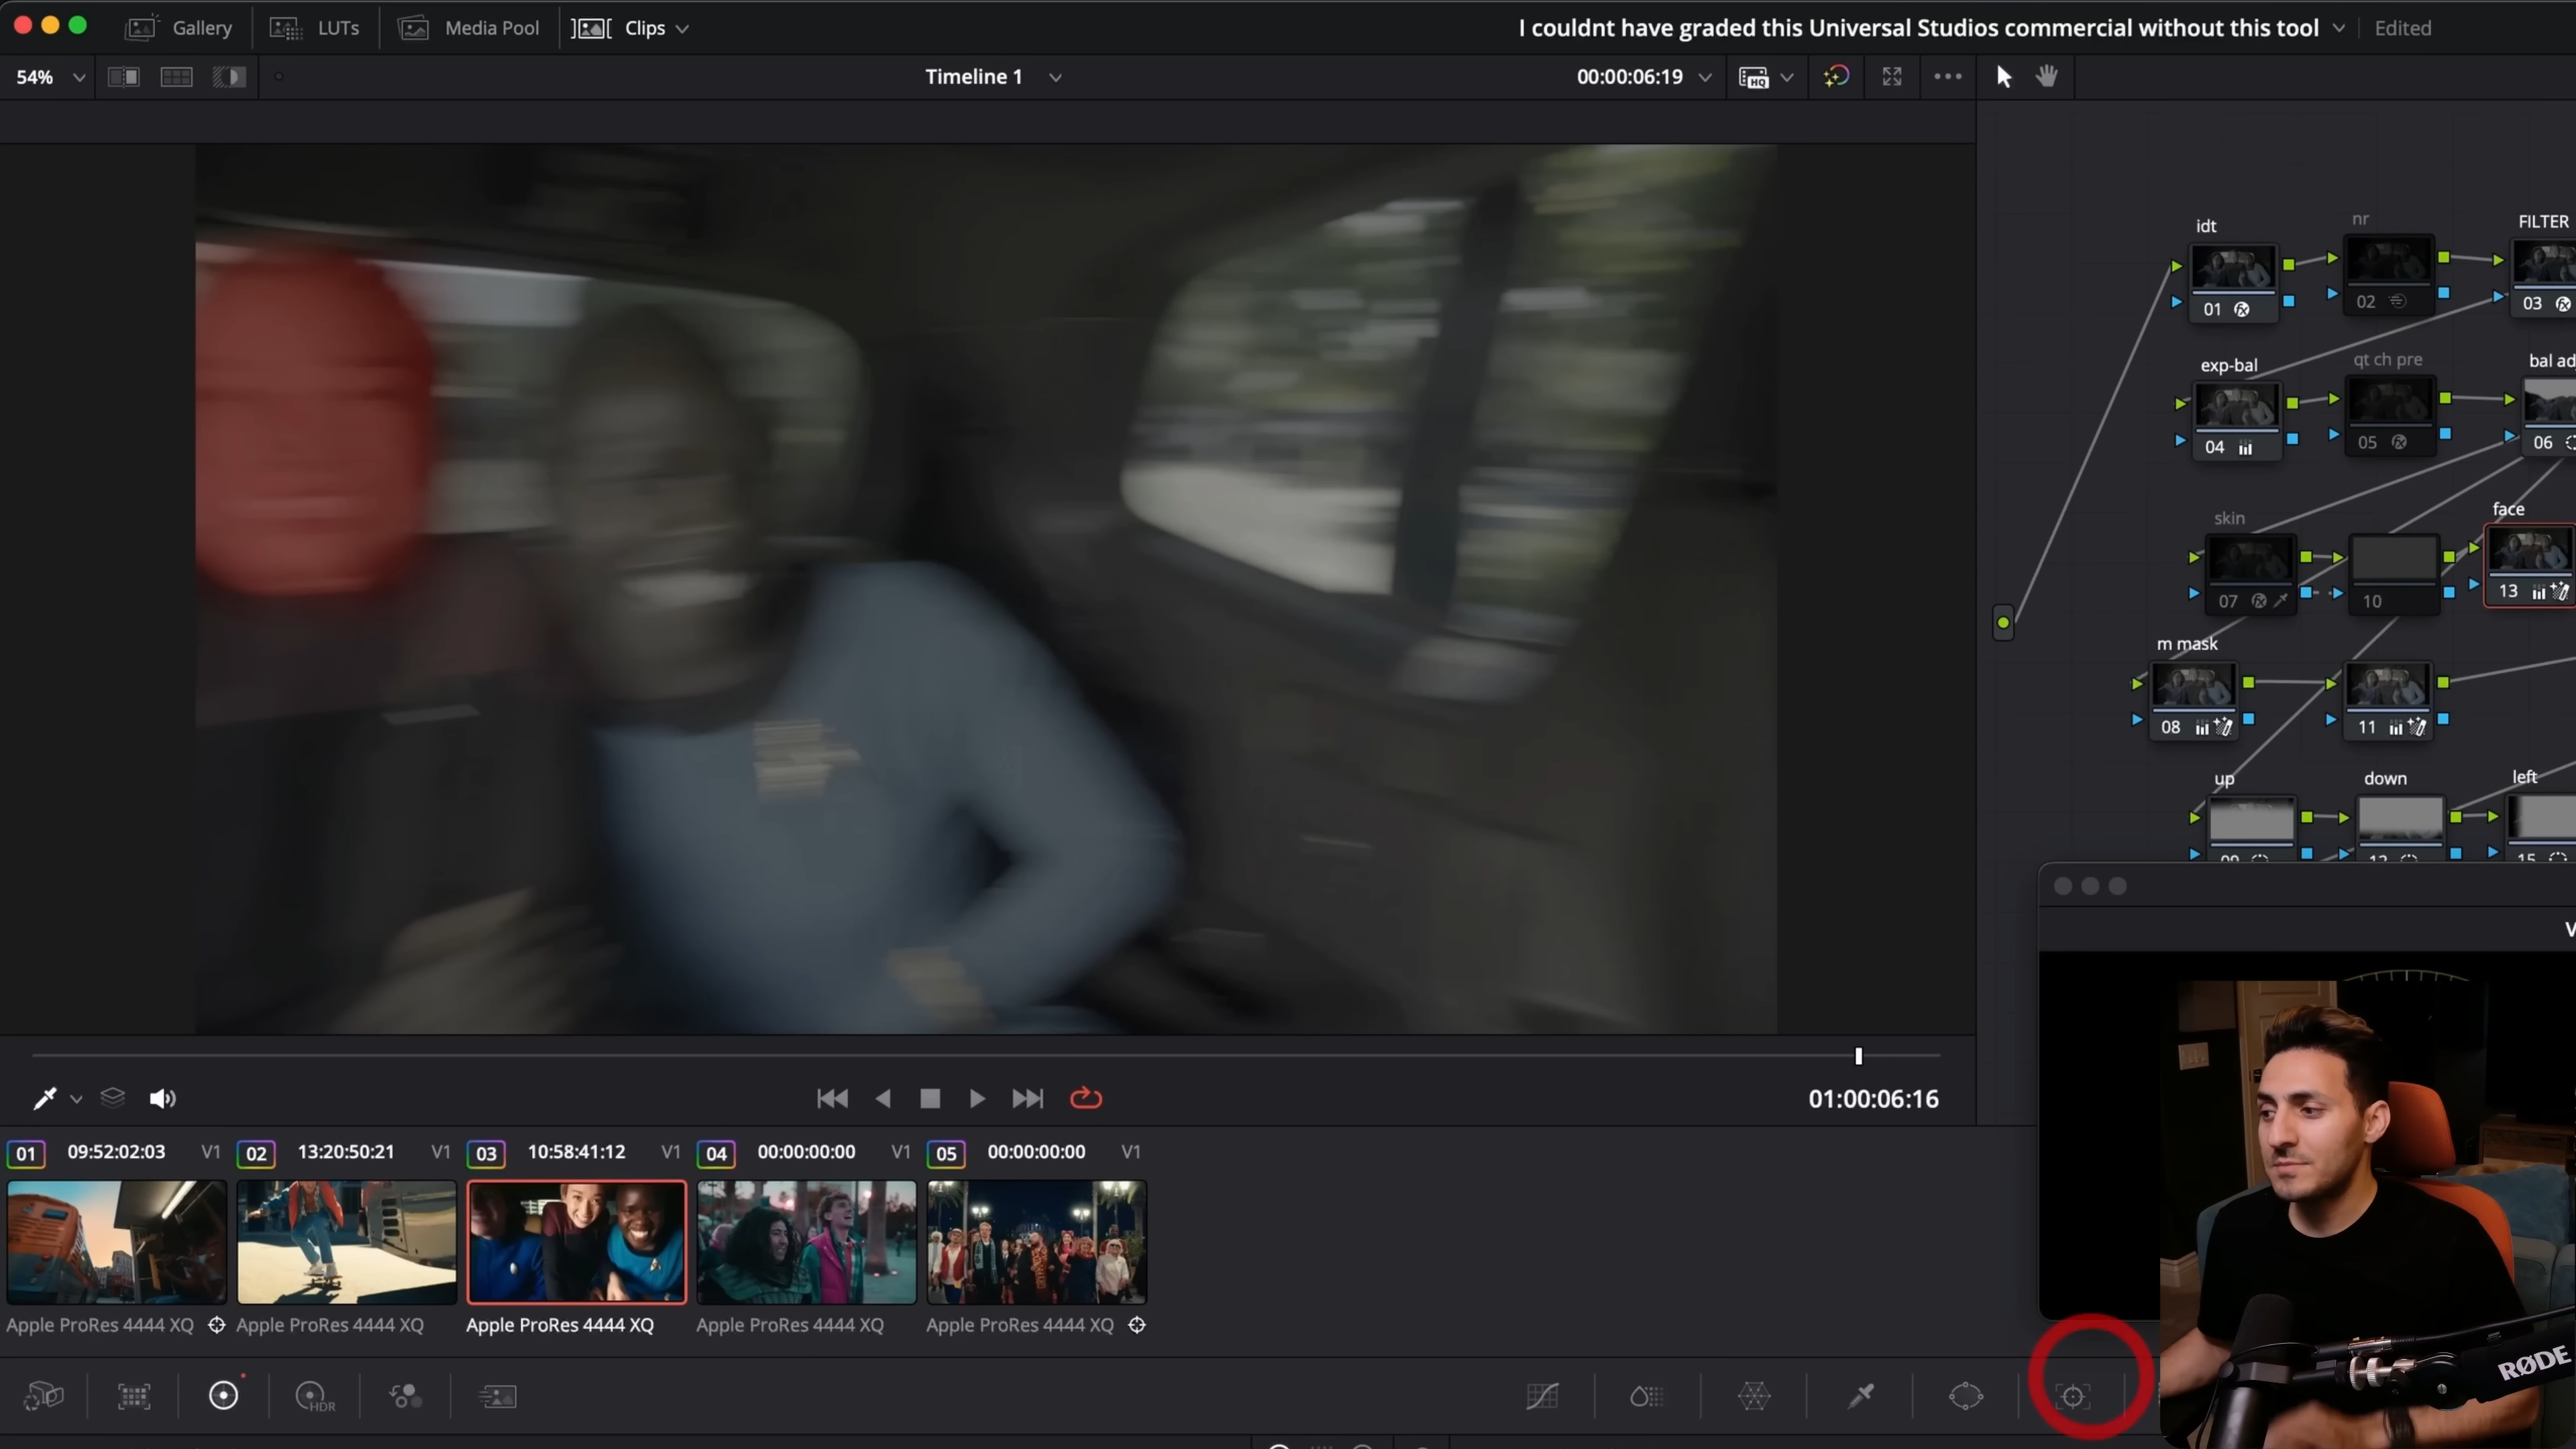 Gallery LUTs Media Pool Clips I couldnt have graded this Universal Studios commercial without this tool Edited
54% Timeline 1 00:00:06:19 HQ
idt nr FILTER
01 02 03
exp-bal qt ch pre bal ad
04 05 06
skin face
07 10 13
m mask
08 11
up down left
09 12 15
V
01:00:06:16
01 09:52:02:03 V1 02 13:20:50:21 V1 03 10:58:41:12 V1 04 00:00:00:00 V1 05 00:00:00:00 V1
Apple ProRes 4444 XQ Apple ProRes 4444 XQ Apple ProRes 4444 XQ Apple ProRes 4444 XQ Apple ProRes 4444 XQ
HDR
RØDE